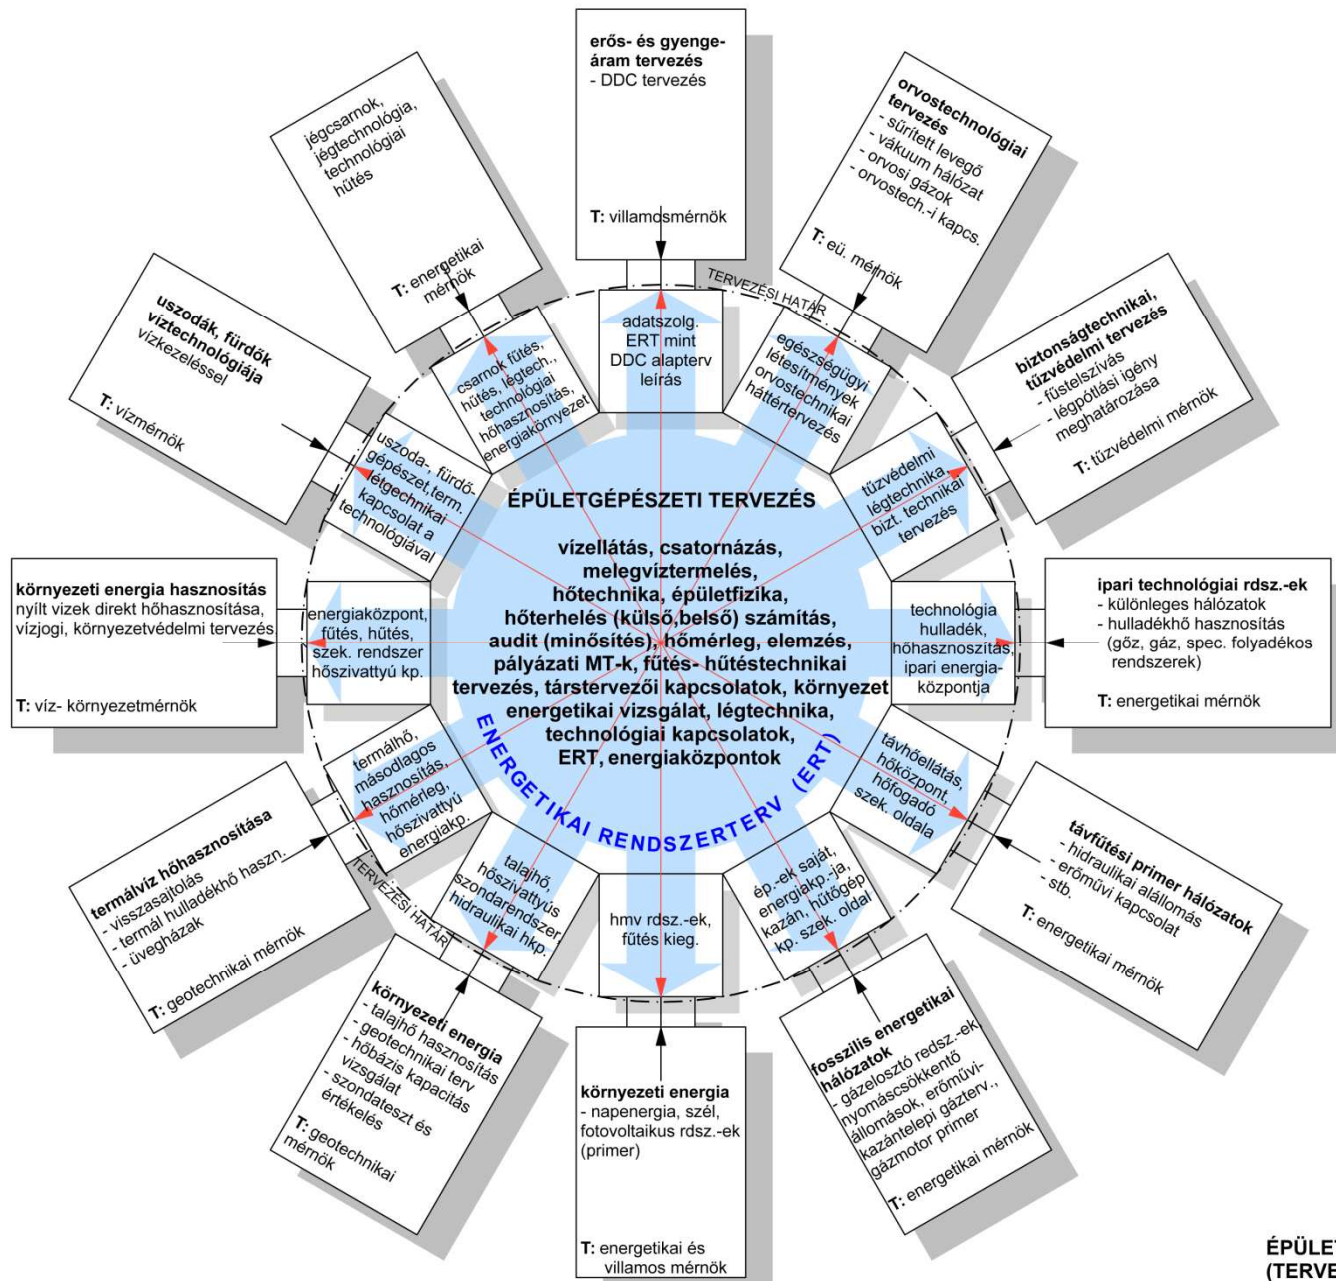 erős- és gyenge-
áram tervezés
- DDC tervezés
T: villamosmérnök
adatszolg.
ERT mint
DDC alapterv
leírás
orvostechnológiai
tervezés
- sűrített levegő
- vákuum hálózat
- orvosi gázok
- orvostech.-i kapcs.
T: eü. mérnök
egészségügyi
létesítmények
orvostechnikai
háttértervezés
TERVEZÉSI HATÁR
biztonságtechnikai,
tűzvédelmi tervezés
- füstelszívás
- légpótlási igény
meghatározása
T: tűzvédelmi mérnök
tűzvédelmi
légtechnika,
bizt. technikai
tervezés
ipari technológiai rdsz.-ek
- különleges hálózatok
- hulladékhő hasznosítás
(gőz, gáz, spec. folyadékos
rendszerek)
T: energetikai mérnök
technológia
hulladék,
hőhasznoszítás,
ipari energia-
központja
távfűtési primer hálózatok
- hidraulikai alállomás
- erőművi kapcsolat
- stb.
T: energetikai mérnök
távhőellátás,
hőközpont,
hőfogadó
szek. oldala
fosszilis energetikai
hálózatok
- gázelosztó redsz.-ek,
nyomáscsökkentő
állomások, erőművi-
kazántelepi gázterv.,
gázmotor primer
T: energetikai mérnök
ép.-ek saját,
energiakp.-ja,
kazán, hűtőgép
kp. szek. oldal
környezeti energia
- napenergia, szél,
fotovoltaikus rdsz.-ek
(primer)
T: energetikai és
villamos mérnök
hmv rdsz.-ek,
fűtés kieg.
környezeti energia
- talajhő hasznosítás
- geotechnikai terv
- hőbázis kapacitás
vizsgálat
- szondateszt és
értékelés
T: geotechnikai
mérnök
talajhő,
hőszivattyús
szondarendszer
hidraulikai hkp.
TERVEZÉSI HATÁR
termálvíz hőhasznosítása
- visszasajtolás
- termál hulladékhő haszn.
- üvegházak
T: geotechnikai mérnök
termálhő,
másodlagos
hasznosítás,
hőmérleg,
hőszivattyú
energiakp.
környezeti energia hasznosítás
nyílt vizek direkt hőhasznosítása,
vízjogi, környezetvédelmi tervezés
T: víz- környezetmérnök
energiaközpont,
fűtés, hűtés,
szek. rendszer
hőszivattyú kp.
uszodák, fürdők
víztechnológiája
vízkezeléssel
T: vízmérnök
uszoda-, fürdő-
gépészet,term.
légtechnikai
kapcsolat a
technológiával
jégcsarnok,
jégtechnológia,
technológiai
hűtés
T: energetikai
mérnök
csarnok fűtés,
hűtés, légtech.,
technológiai
hőhasznosítás,
energiakörnyezet
ÉPÜLETGÉPÉSZETI TERVEZÉS
vízellátás, csatornázás,
melegvíztermelés,
hőtechnika, épületfizika,
hőterhelés (külső,belső) számítás,
audit (minősítés), hőmérleg, elemzés,
pályázati MT-k, fűtés- hűtéstechnikai
tervezés, társtervezői kapcsolatok, környezet
energetikai vizsgálat, légtechnika,
technológiai kapcsolatok,
ERT, energiaközpontok
ENERGETIKAI RENDSZERTERV (ERT)
ÉPÜLET
(TERVE